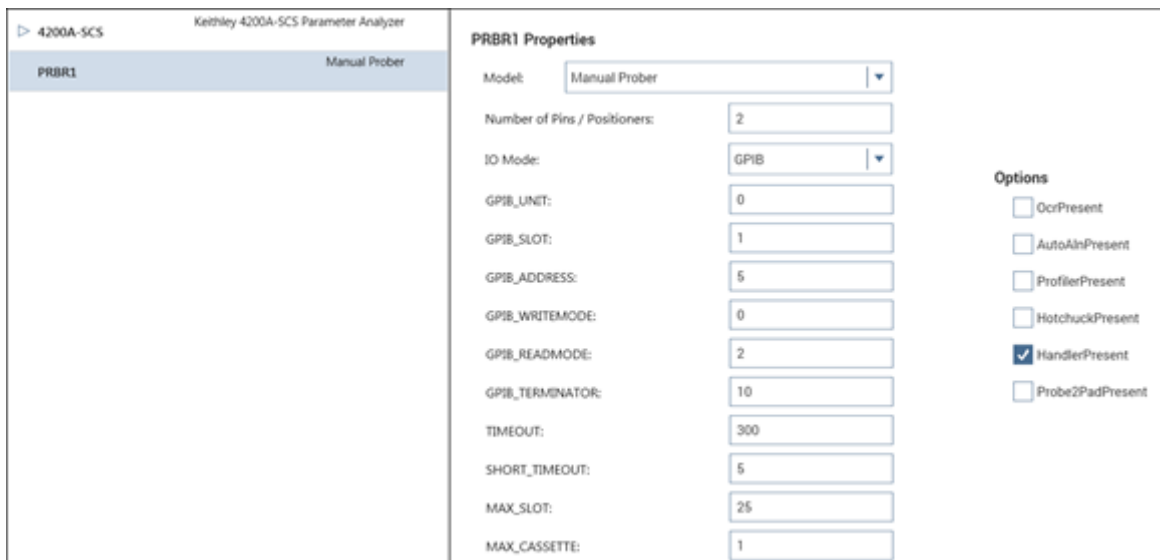 4200A-SCS Keithley 4200A-SCS Parameter Analyzer
PRBR1 Manual Prober
PRBR1 Properties
Model: Manual Prober
Number of Pins / Positioners: 2
IO Mode: GPIB
GPIB_UNIT: 0
GPIB_SLOT: 1
GPIB_ADDRESS: 5
GPIB_WRITEMODE: 0
GPIB_READMODE: 2
GPIB_TERMINATOR: 10
TIMEOUT: 300
SHORT_TIMEOUT: 5
MAX_SLOT: 25
MAX_CASSETTE: 1
Options
OcrPresent
AutoAlnPresent
ProfilerPresent
HotchuckPresent
HandlerPresent
Probe2PadPresent